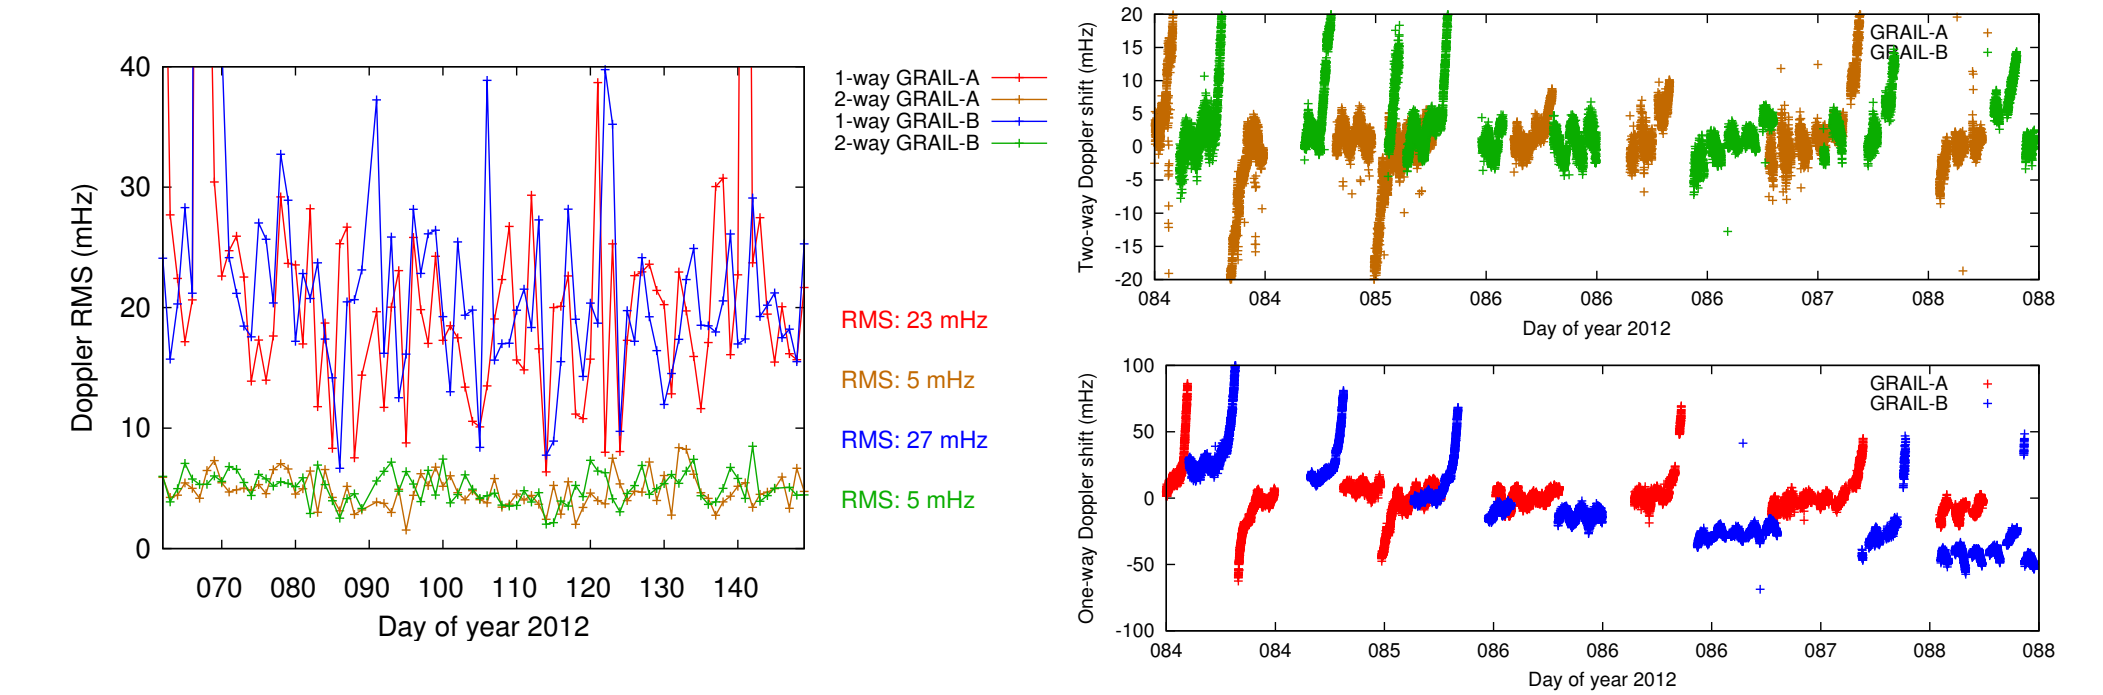 40
30
20
10
0
Doppler RMS (mHz)
070 080 090 100 110 120 130 140
Day of year 2012
1-way GRAIL-A
2-way GRAIL-A
1-way GRAIL-B
2-way GRAIL-B
RMS: 23 mHz
RMS: 5 mHz
RMS: 27 mHz
RMS: 5 mHz
20
15
10
5
0
-5
-10
-15
-20
Two-way Doppler shift (mHz)
GRAIL-A
GRAIL-B
084 084 085 086 086 086 087 088 088
Day of year 2012
100
50
0
-50
-100
One-way Doppler shift (mHz)
GRAIL-A
GRAIL-B
084 084 085 086 086 086 087 088 088
Day of year 2012